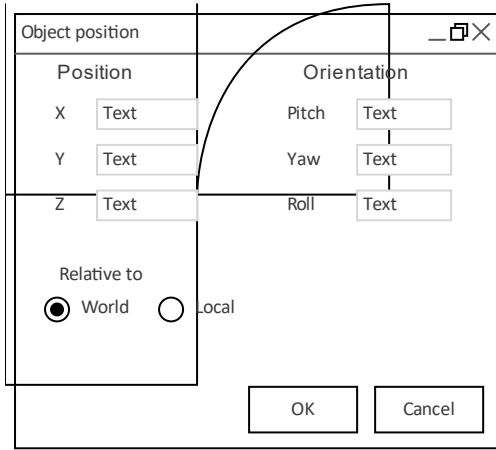 Object position
Position Orientation
X Text Pitch Text
Y Text Yaw Text
Z Text Roll Text
Relative to
World Local
OK Cancel